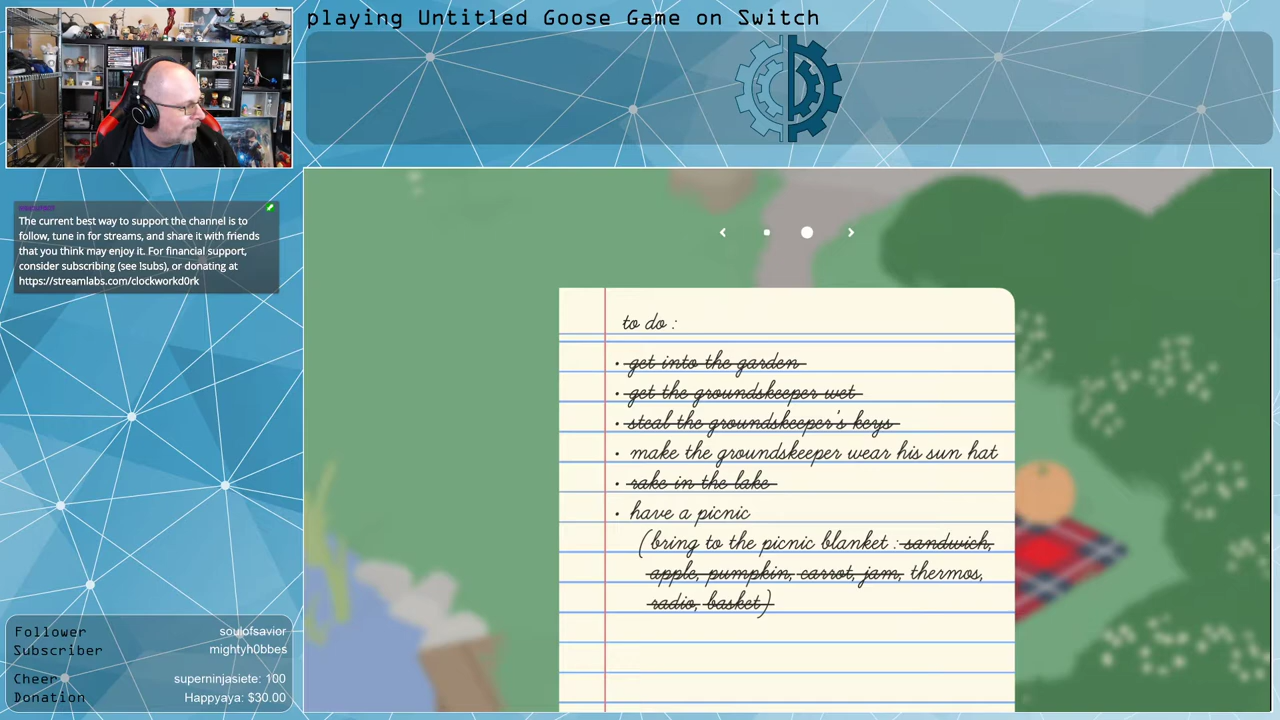 playing Untitled Goose Game on Switch
The current best way to support the channel is to
follow, tune in for streams, and share it with friends
that you think may enjoy it. For financial support,
consider subscribing (see !subs), or donating at
https://streamlabs.com/clockworkd0rk
to do :
• get into the garden
• get the groundskeeper wet
• steal the groundskeeper's keys
• make the groundskeeper wear his sun hat
• rake in the lake
• have a picnic
(bring to the picnic blanket : sandwich,
apple, pumpkin, carrot, jam, thermos,
radio, basket)
Follower soulofsavior
Subscriber mightyh0bbes
Cheer superninjasiete: 100
Donation Happyaya: $30.00